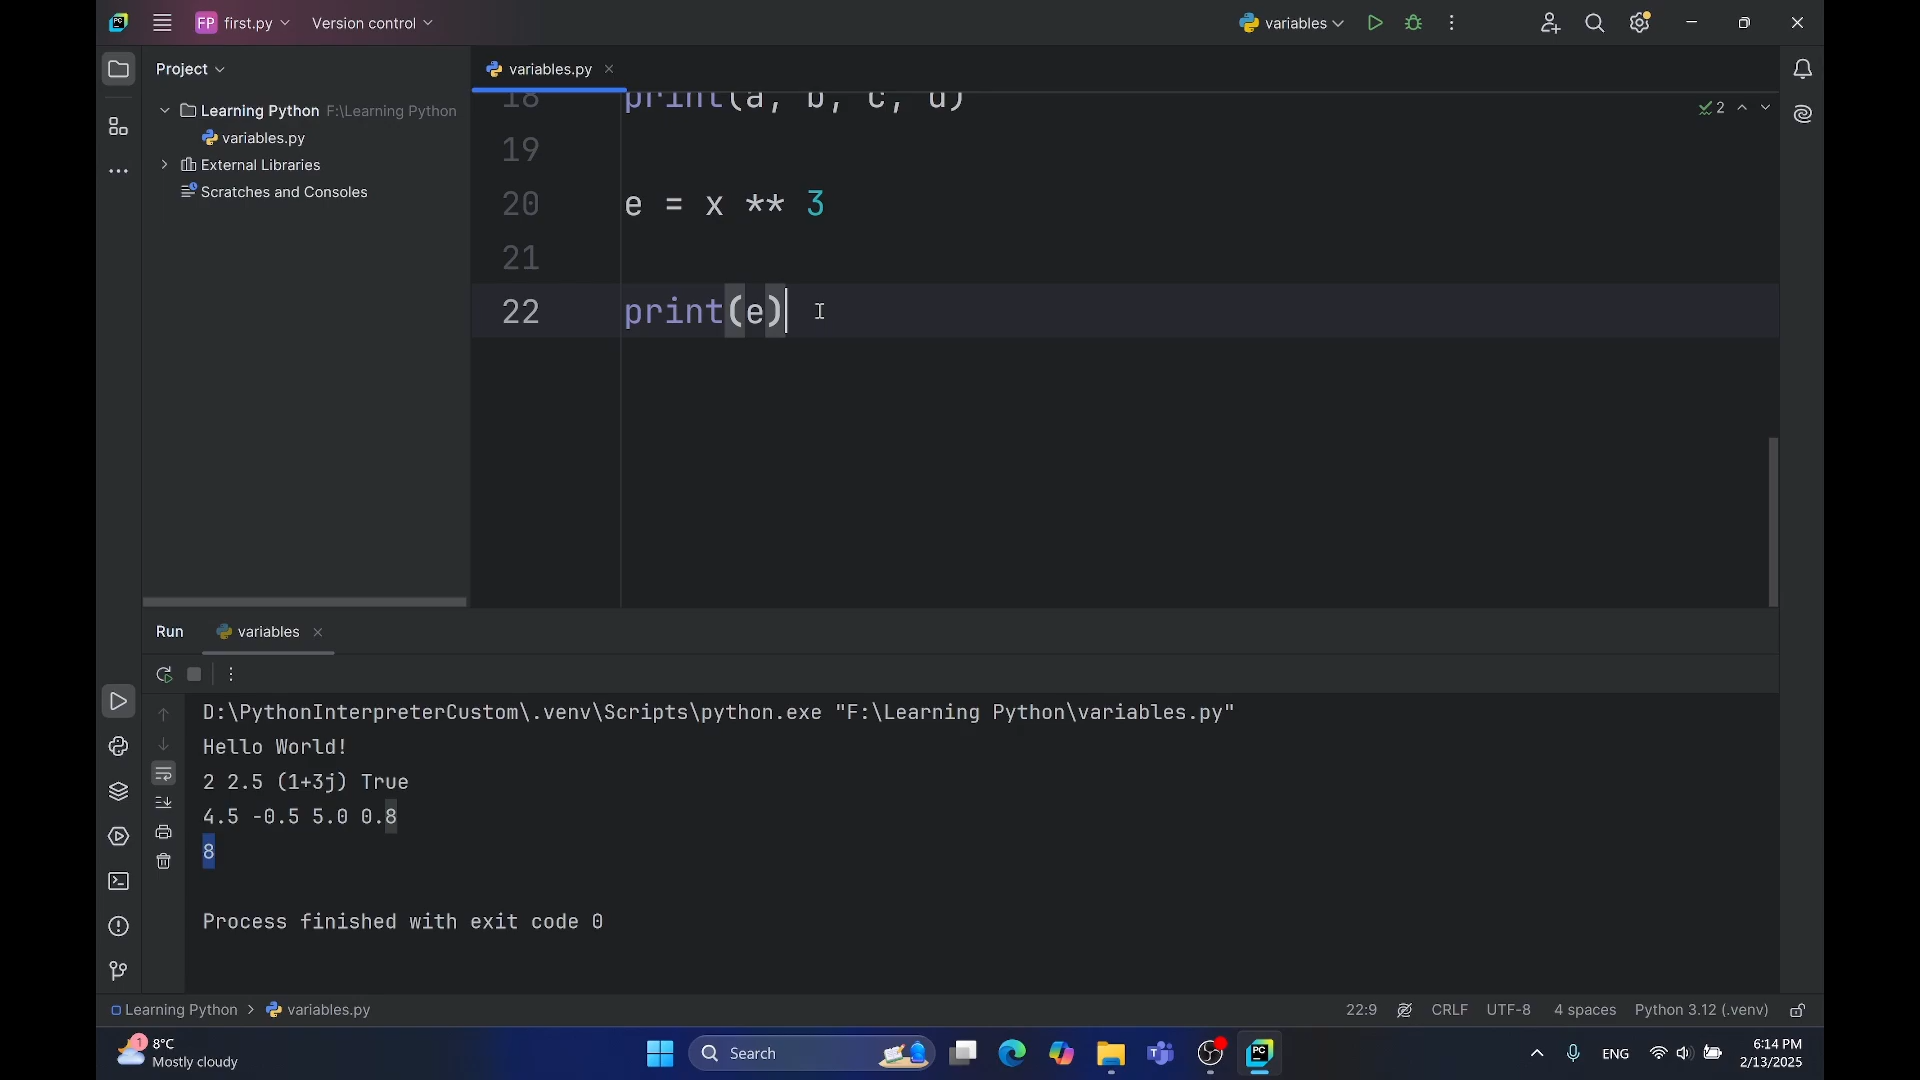 FP first.py Version control variables
Project variables.py
Learning Python F:\Learning Python
variables.py
External Libraries
Scratches and Consoles
18 print(a, b, c, d)
2
19
20 e = x ** 3
21
22 print(e)
Run variables
D:\PythonInterpreterCustom\.venv\Scripts\python.exe "F:\Learning Python\variables.py"
Hello World!
2 2.5 (1+3j) True
4.5 -0.5 5.0 0.8
8
Process finished with exit code 0
Learning Python > variables.py 22:9 CRLF UTF-8 4 spaces Python 3.12 (.venv)
1 8°C
Mostly cloudy
Search
ENG
6:14 PM
2/13/2025